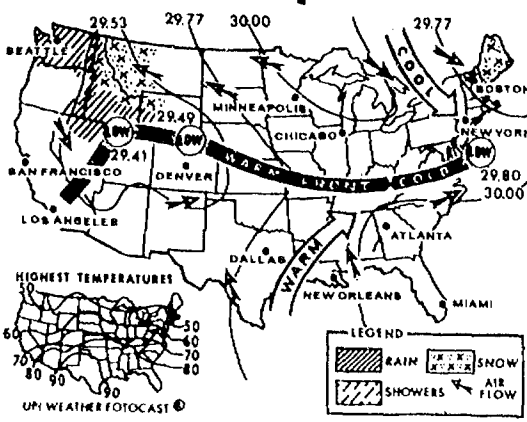 29.53
29.77
30.00
29.77
SEATTLE
COOL
BOSTON
MINNEAPOLIS
NEW YORK
29.49
LOW
LOW
CHICAGO
LOW
29.41
WARM FRONT
COLD
SAN FRANCISCO
DENVER
29.80
30.00
LOS ANGELES
ATLANTA
DALLAS
WARM
NEW ORLEANS
MIAMI
HIGHEST TEMPERATURES
50
50
60
60
70
70
80
90
80
90
LEGEND
RAIN
SNOW
SHOWERS
AIR FLOW
UPI WEATHER FOTOCAST ©